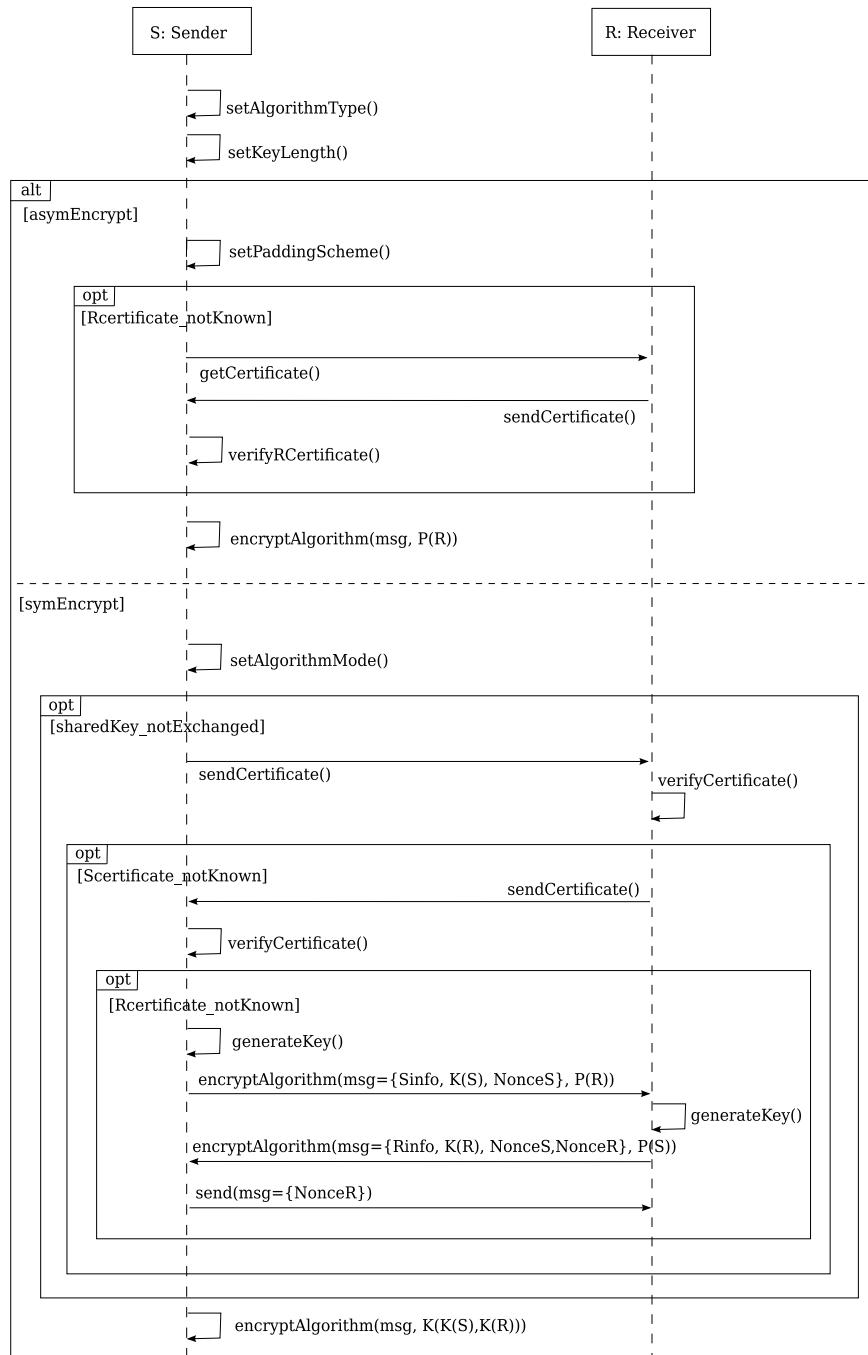 S: Sender
R: Receiver
setAlgorithmType()
setKeyLength()
alt
[asymEncrypt]
setPaddingScheme()
opt
[Rcertificate_notKnown]
getCertificate()
sendCertificate()
verifyRCertificate()
encryptAlgorithm(msg, P(R))
[symEncrypt]
setAlgorithmMode()
opt
[sharedKey_notExchanged]
sendCertificate()
verifyCertificate()
opt
[Scertificate_notKnown]
sendCertificate()
verifyCertificate()
opt
[Rcertificate_notKnown]
generateKey()
encryptAlgorithm(msg={Sinfo, K(S), NonceS}, P(R))
generateKey()
encryptAlgorithm(msg={Rinfo, K(R), NonceS,NonceR}, P(S))
send(msg={NonceR})
encryptAlgorithm(msg, K(K(S),K(R)))